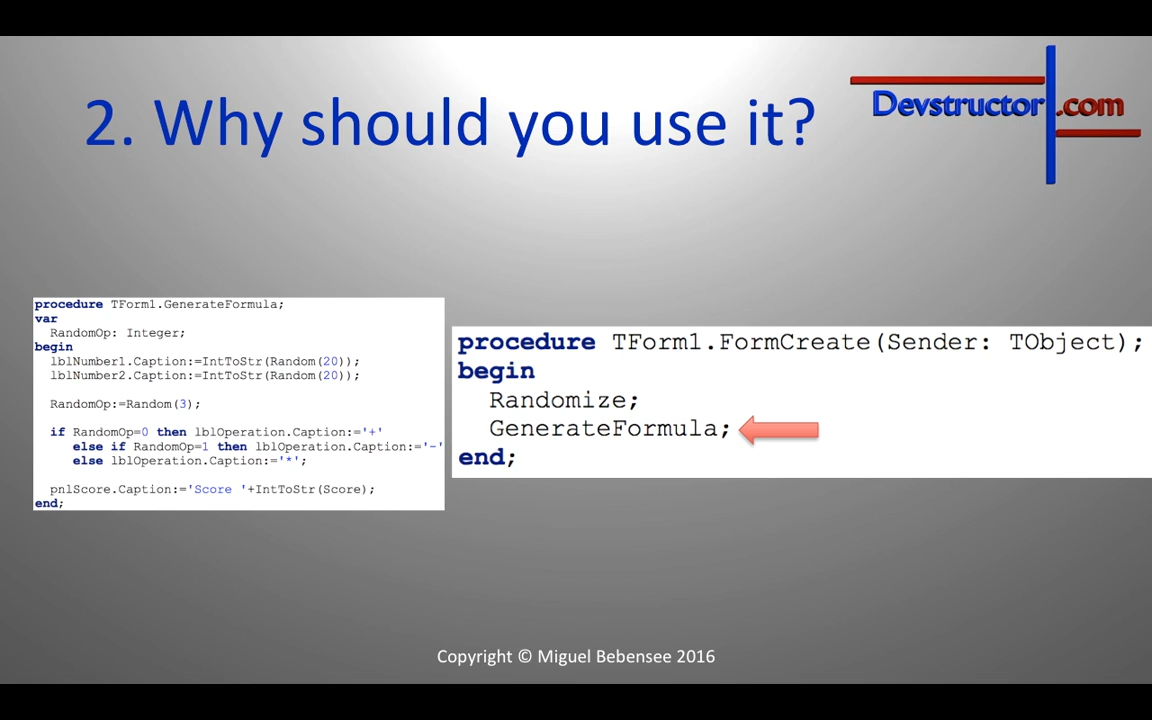 2. Why should you use it?
Devstructor.com
procedure TForm1.GenerateFormula;
var
RandomOp: Integer;
begin
lblNumber1.Caption:=IntToStr(Random(20));
lblNumber2.Caption:=IntToStr(Random(20));
RandomOp:=Random(3);
if RandomOp=0 then lblOperation.Caption:='+'
else if RandomOp=1 then lblOperation.Caption:='-'
else lblOperation.Caption:='*';
pnlScore.Caption:='Score '+IntToStr(Score);
end;
procedure TForm1.FormCreate(Sender: TObject);
begin
Randomize;
GenerateFormula;
end;
Copyright © Miguel Bebensee 2016